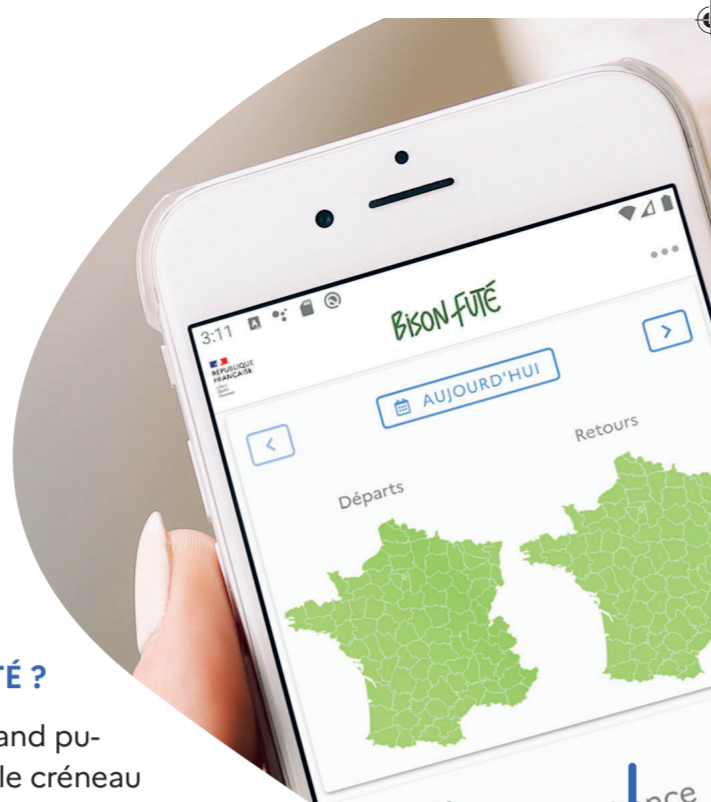 3:11
RÉPUBLIQUE
FRANÇAISE
BISON FUTÉ
AUJOURD'HUI
Départs
Retours
TÉ ?
and pu-
le créneau
nce